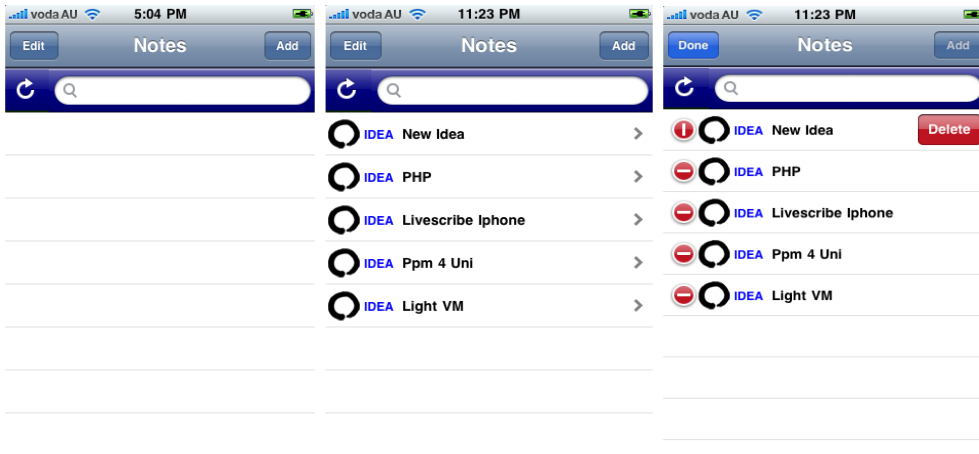 voda AU 5:04 PM
Edit Notes Add
voda AU 11:23 PM
Edit Notes Add
IDEA New Idea
IDEA PHP
IDEA Livescribe Iphone
IDEA Ppm 4 Uni
IDEA Light VM
voda AU 11:23 PM
Done Notes Add
IDEA New Idea Delete
IDEA PHP
IDEA Livescribe Iphone
IDEA Ppm 4 Uni
IDEA Light VM